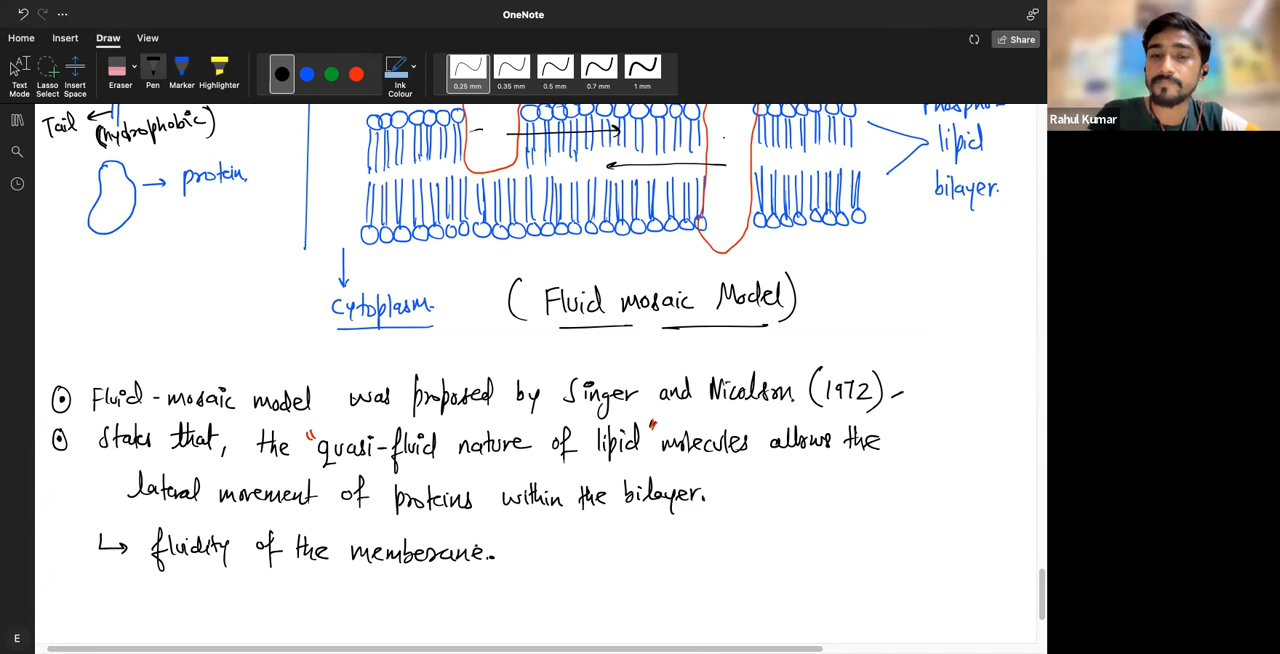 OneNote
Home Insert Draw View
Share
Text Mode
Lasso Select
Insert Space
Eraser
Pen
Marker
Highlighter
Ink Colour
0.25 mm
0.35 mm
0.5 mm
0.7 mm
1 mm
Rahul Kumar
Tail (hydrophobic)
protein
Phospho-
lipid
bilayer.
Cytoplasm.
(Fluid mosaic Model)
Fluid-mosaic model was proposed by Singer and Nicolson (1972) -
States that, the "quasi-fluid nature of lipid" molecules allows the
lateral movement of proteins within the bilayer.
↳ fluidity of the memberane.
E